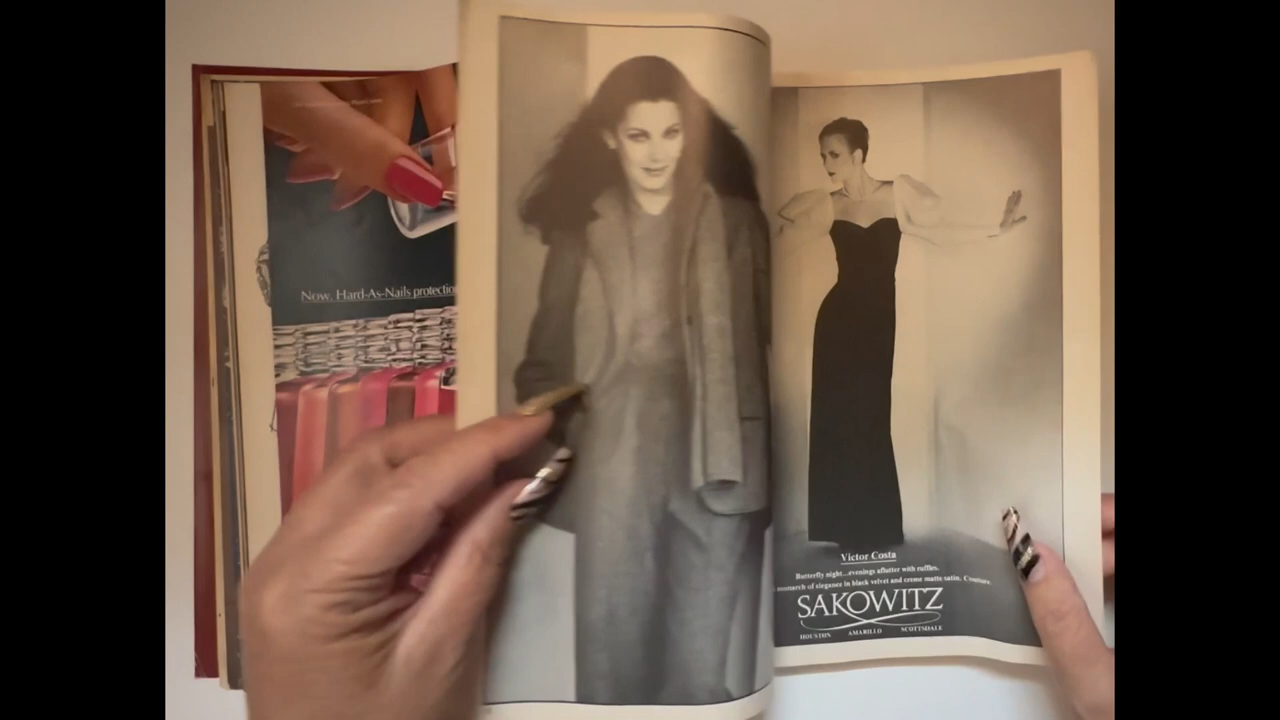 Now, Hard-As-Nails protection
Victor Costa
Butterfly night...evenings aflutter with ruffles.
monarch of elegance in black velvet and creme matte satin. Couture.
SAKOWITZ
HOUSTON AMARILLO SCOTTSDALE